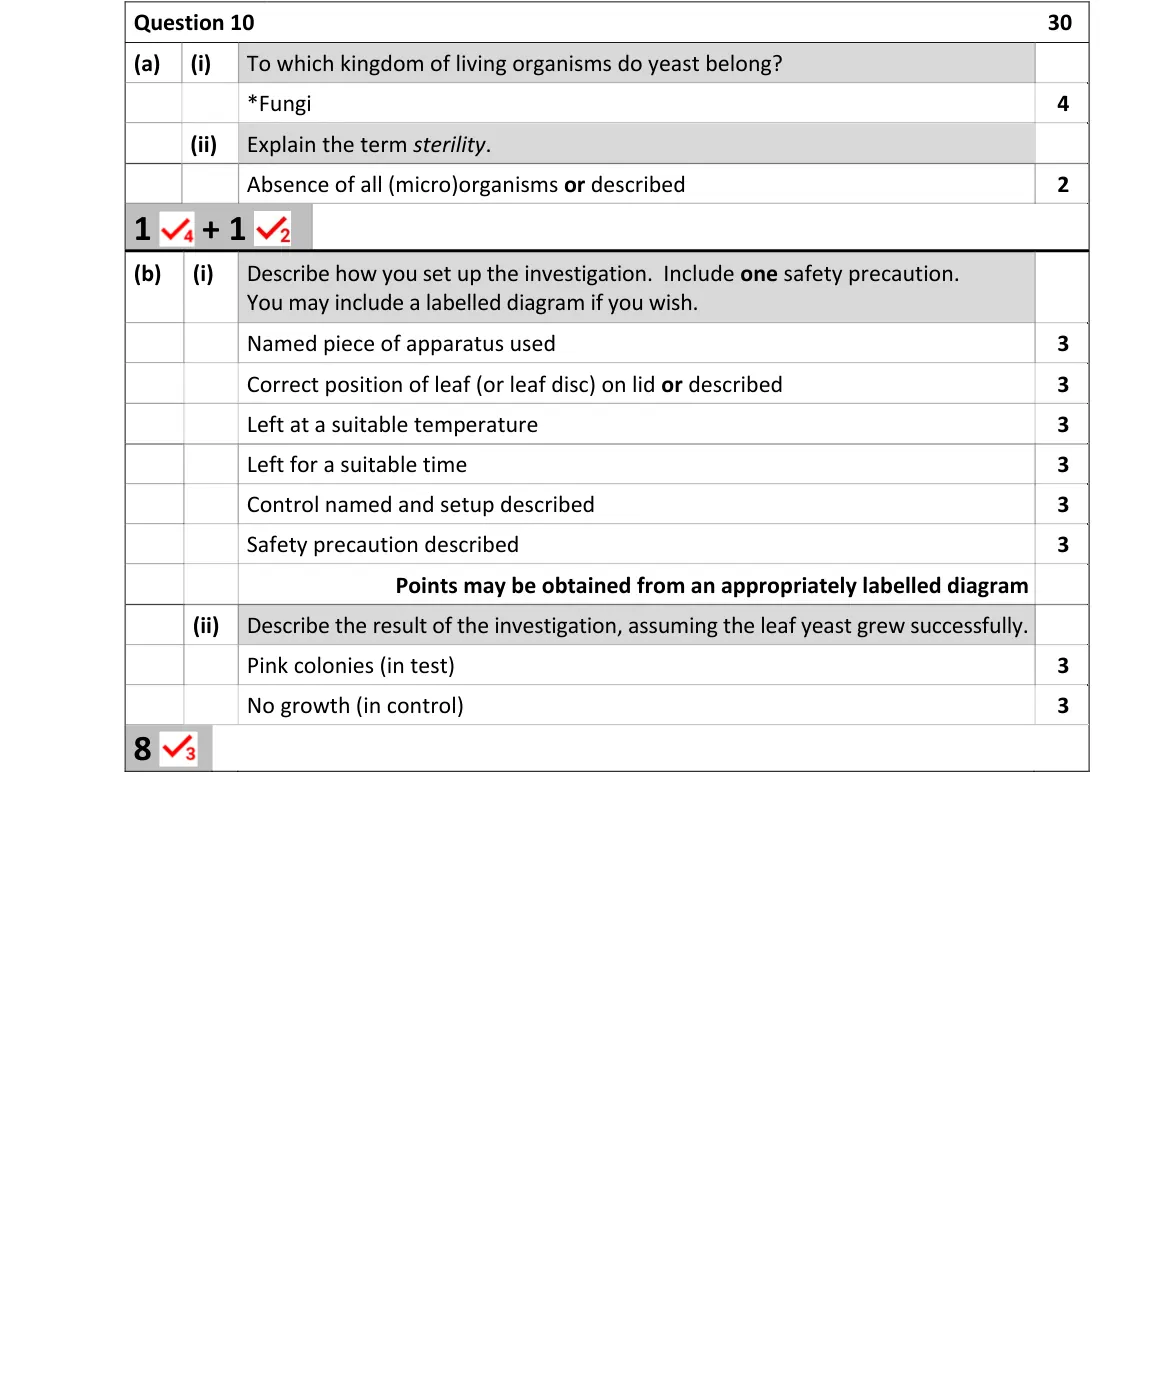 Question 10 30
(a) (i) To which kingdom of living organisms do yeast belong?
*Fungi 4
(ii) Explain the term sterility.
Absence of all (micro)organisms or described 2
1 ✓4 + 1 ✓2
(b) (i) Describe how you set up the investigation. Include one safety precaution.
You may include a labelled diagram if you wish.
Named piece of apparatus used 3
Correct position of leaf (or leaf disc) on lid or described 3
Left at a suitable temperature 3
Left for a suitable time 3
Control named and setup described 3
Safety precaution described 3
Points may be obtained from an appropriately labelled diagram
(ii) Describe the result of the investigation, assuming the leaf yeast grew successfully.
Pink colonies (in test) 3
No growth (in control) 3
8 ✓3